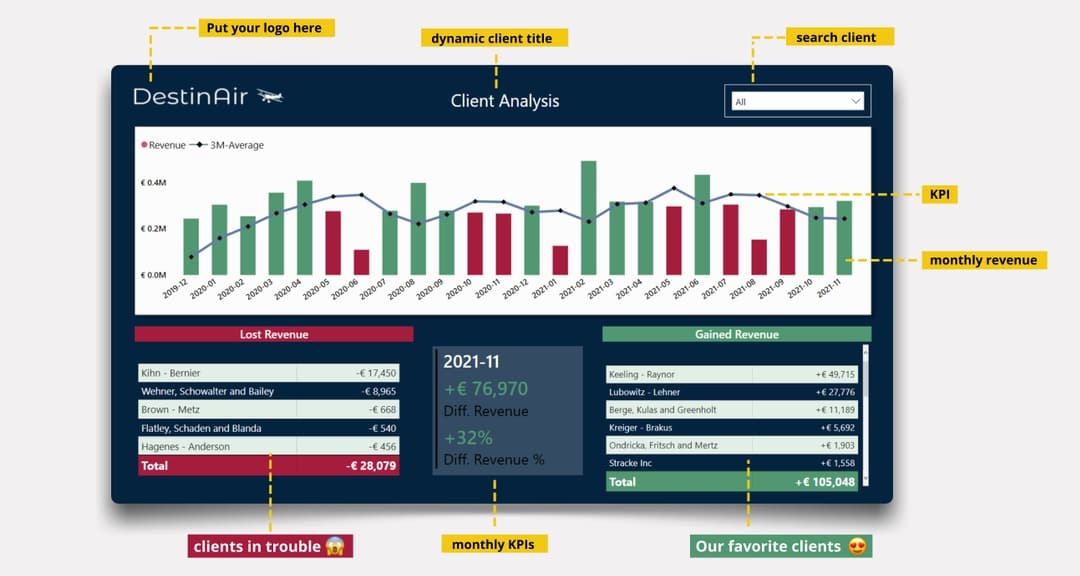 Put your logo here
dynamic client title
search client
DestinAir
Client Analysis
All
Revenue 3M-Average
€ 0.4M
€ 0.2M
€ 0.0M
2019-12 2020-01 2020-02 2020-03 2020-04 2020-05 2020-06 2020-07 2020-08 2020-09 2020-10 2020-11 2020-12 2021-01 2021-02 2021-03 2021-04 2021-05 2021-06 2021-07 2021-08 2021-09 2021-10 2021-11
KPI
monthly revenue
Lost Revenue
Kihn - Bernier -€ 17,450
Wehner, Schowalter and Bailey -€ 8,965
Brown - Metz -€ 668
Flatley, Schaden and Blanda -€ 540
Hagenes - Anderson -€ 456
Total -€ 28,079
2021-11
+€ 76,970
Diff. Revenue
+32%
Diff. Revenue %
Gained Revenue
Keeling - Raynor +€ 49,715
Lubowitz - Lehner +€ 27,776
Berge, Kulas and Greenholt +€ 11,189
Kreiger - Brakus +€ 5,692
Ondricka, Fritsch and Mertz +€ 1,903
Stracke Inc +€ 1,558
Total +€ 105,048
clients in trouble 😱
monthly KPIs
Our favorite clients 😍